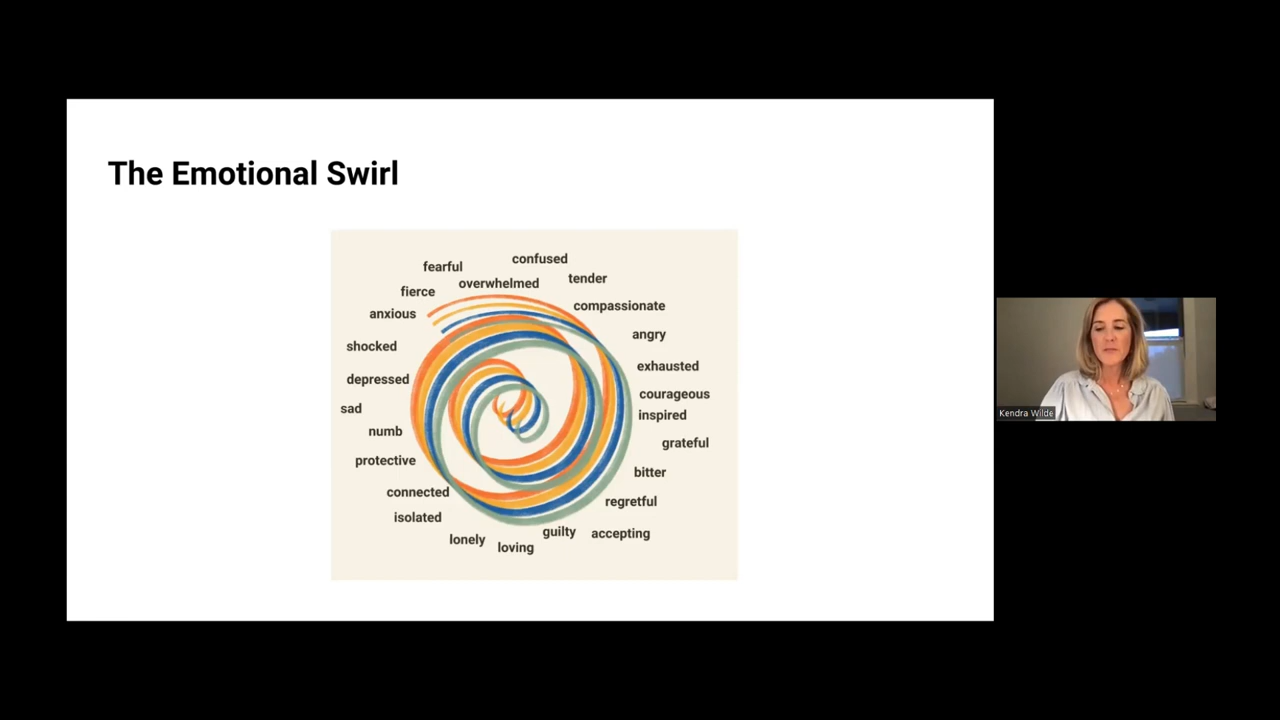 The Emotional Swirl
confused
fearful
tender
overwhelmed
fierce
compassionate
anxious
angry
shocked
exhausted
depressed
courageous
sad
inspired
numb
grateful
protective
bitter
connected
regretful
isolated
guilty
accepting
lonely
loving
Kendra Wilde